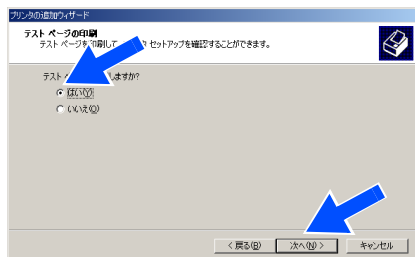 プリンタの追加ウィザード
テスト ページの印刷
テスト ページを印刷して セットアップを確認することができます。
テスト しますか?
はい(Y)
いいえ(O)
< 戻る(B)
次へ(N) >
キャンセル